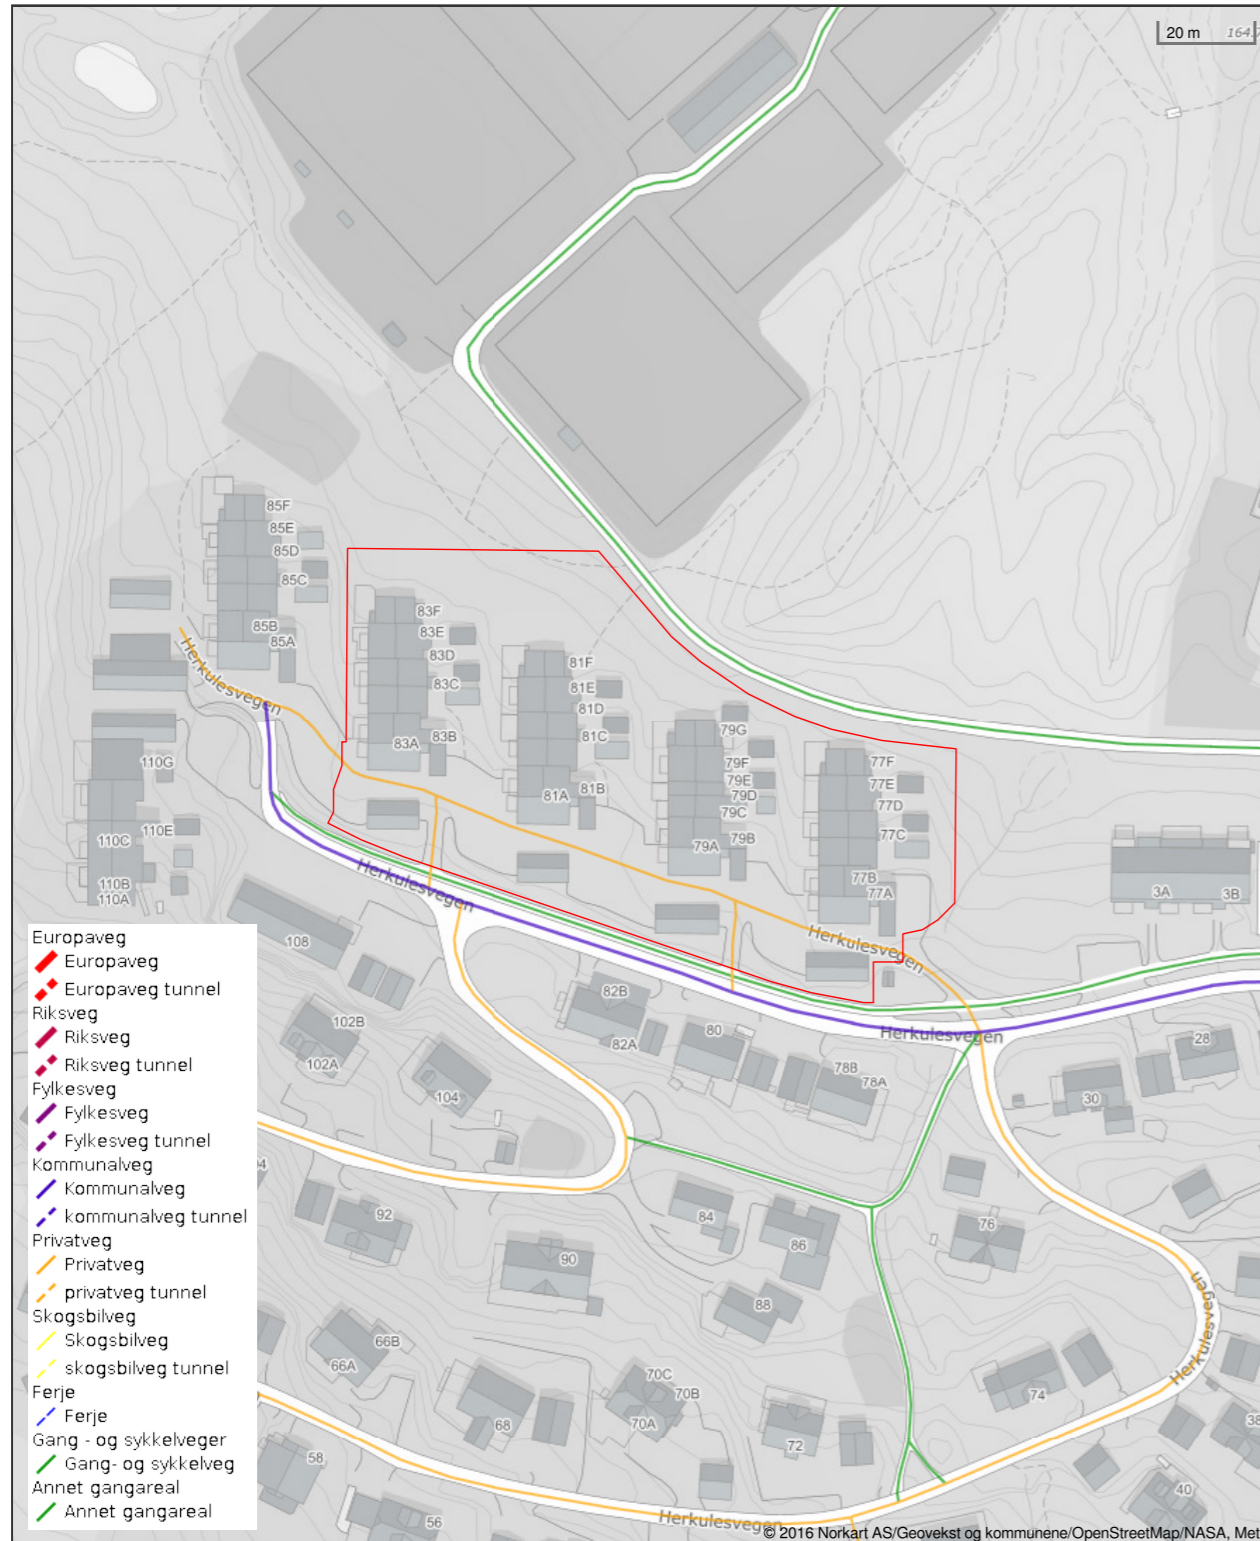 20 m
164.7
85F
85E
85D
85C
85B
85A
Herkulesvegen
83F
83E
83D
83C
83B
83A
81F
81E
81D
81C
81B
81A
79G
79F
79E
79D
79C
79B
79A
77F
77E
77D
77C
77B
77A
110G
110E
110C
110B
110A
Herkulesvegen
Herkulesvegen
Herkulesvegen
3A
3B
108
82B
82A
80
78B
78A
102B
102A
104
28
30
92
84
86
76
90
88
Herkulesvegen
66B
66A
68
70C
70B
70A
72
74
38
58
56
40
Herkulesvegen
Europaveg
Europaveg
Europaveg tunnel
Riksveg
Riksveg
Riksveg tunnel
Fylkesveg
Fylkesveg
Fylkesveg tunnel
Kommunalveg
Kommunalveg
kommunalveg tunnel
Privatveg
Privatveg
privatveg tunnel
Skogsbilveg
Skogsbilveg
skogsbilveg tunnel
Ferje
Ferje
Gang - og sykkelveger
Gang- og sykkelveg
Annet gangareal
Annet gangareal
© 2016 Norkart AS/Geovekst og kommunene/OpenStreetMap/NASA, Met